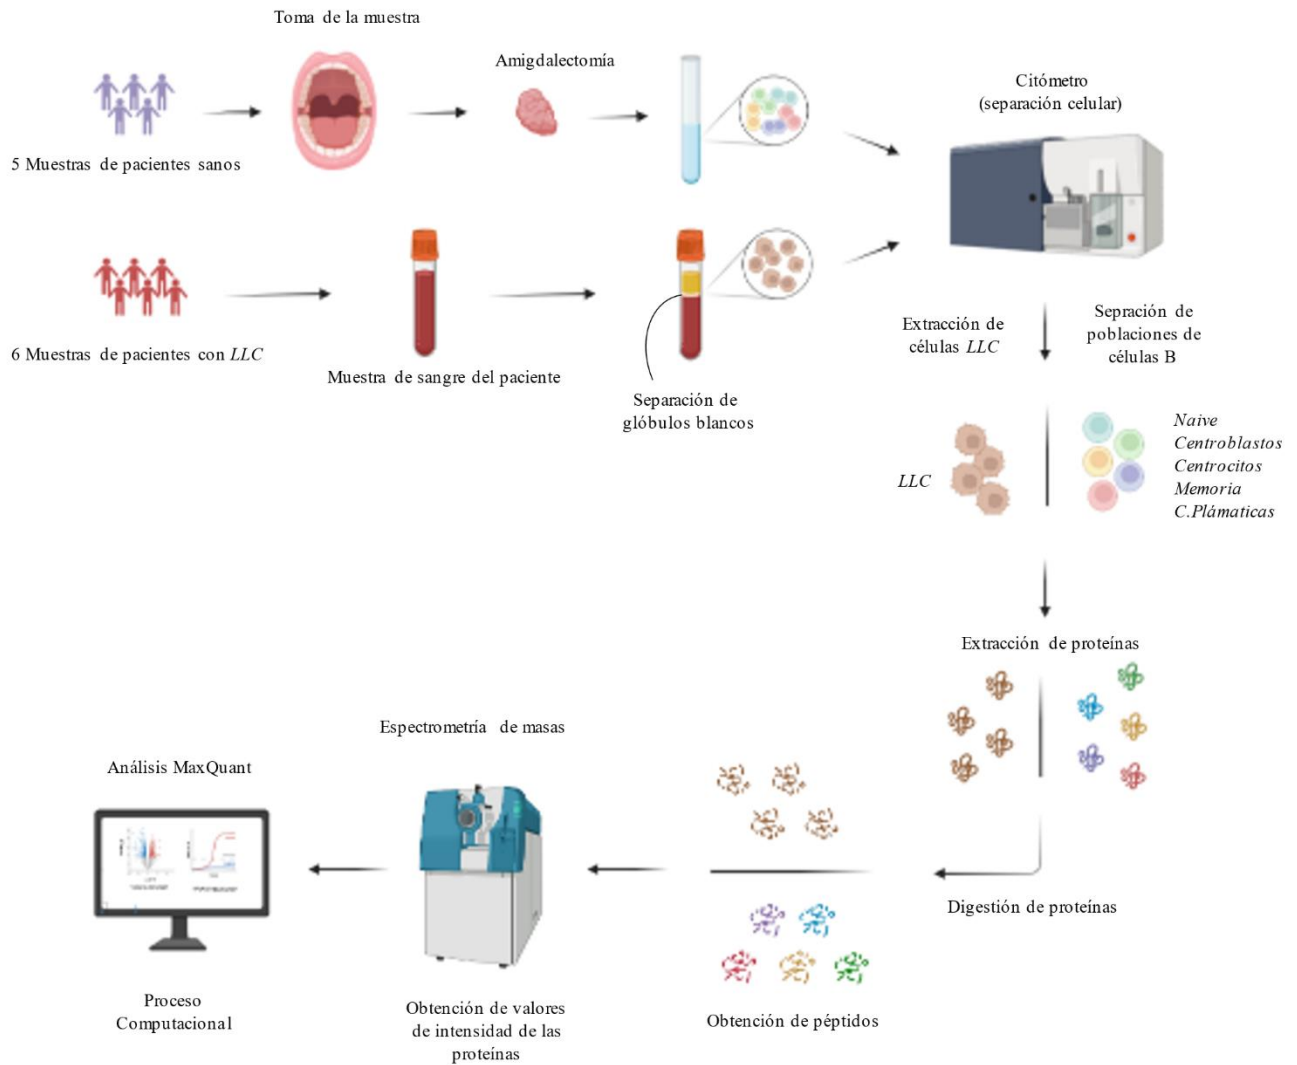 Toma de la muestra
Amigdalectomía
Citómetro
(separación celular)
5 Muestras de pacientes sanos
6 Muestras de pacientes con LLC
Muestra de sangre del paciente
Separación de
glóbulos blancos
Extracción de
células LLC
Sepración de
poblaciones de
células B
LLC
Naive
Centroblastos
Centrocitos
Memoria
C.Plámaticas
Extracción de proteínas
Digestión de proteínas
Obtención de péptidos
Espectrometría de masas
Obtención de valores
de intensidad de las
proteínas
Análisis MaxQuant
Proceso
Computacional